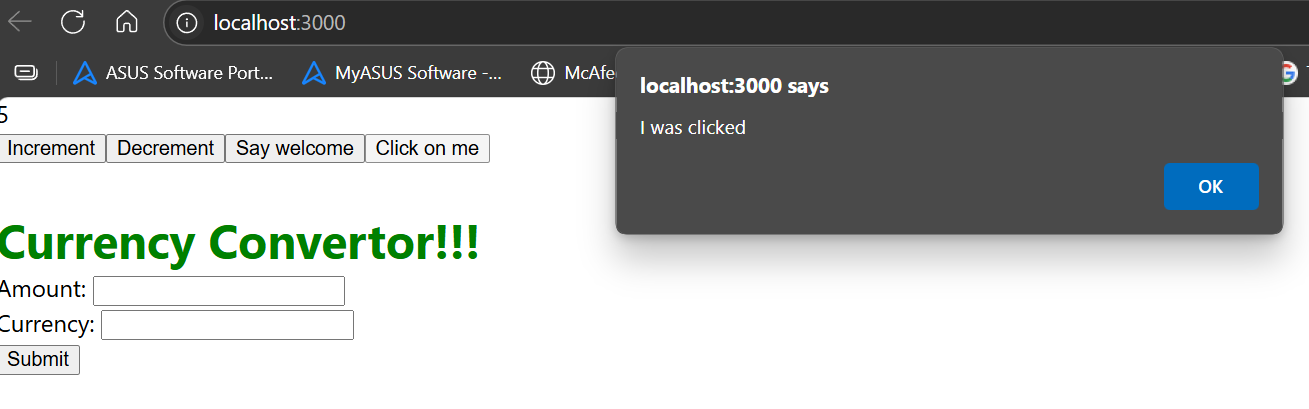 localhost:3000
ASUS Software Port... MyASUS Software -... McAfe
localhost:3000 says
I was clicked
OK
5
Increment Decrement Say welcome Click on me
Currency Convertor!!!
Amount:
Currency:
Submit